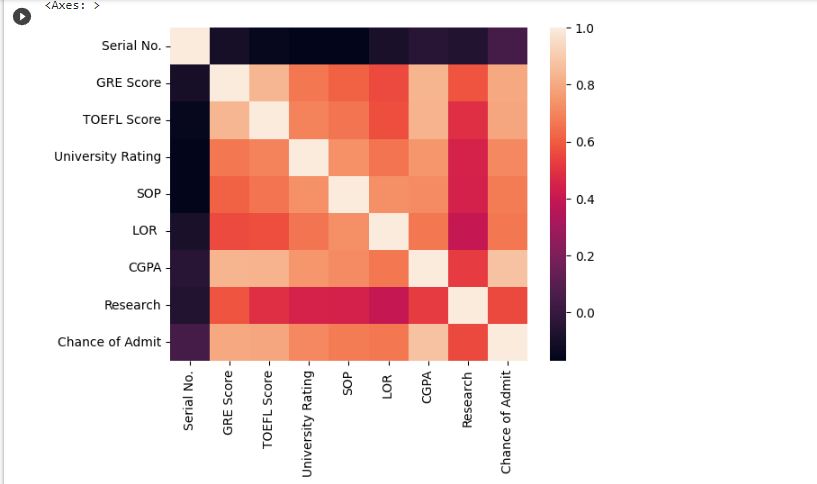 <Axes: >
Serial No.
GRE Score
TOEFL Score
University Rating
SOP
LOR
CGPA
Research
Chance of Admit
1.0
0.8
0.6
0.4
0.2
0.0
Serial No.
GRE Score
TOEFL Score
University Rating
SOP
LOR
CGPA
Research
Chance of Admit